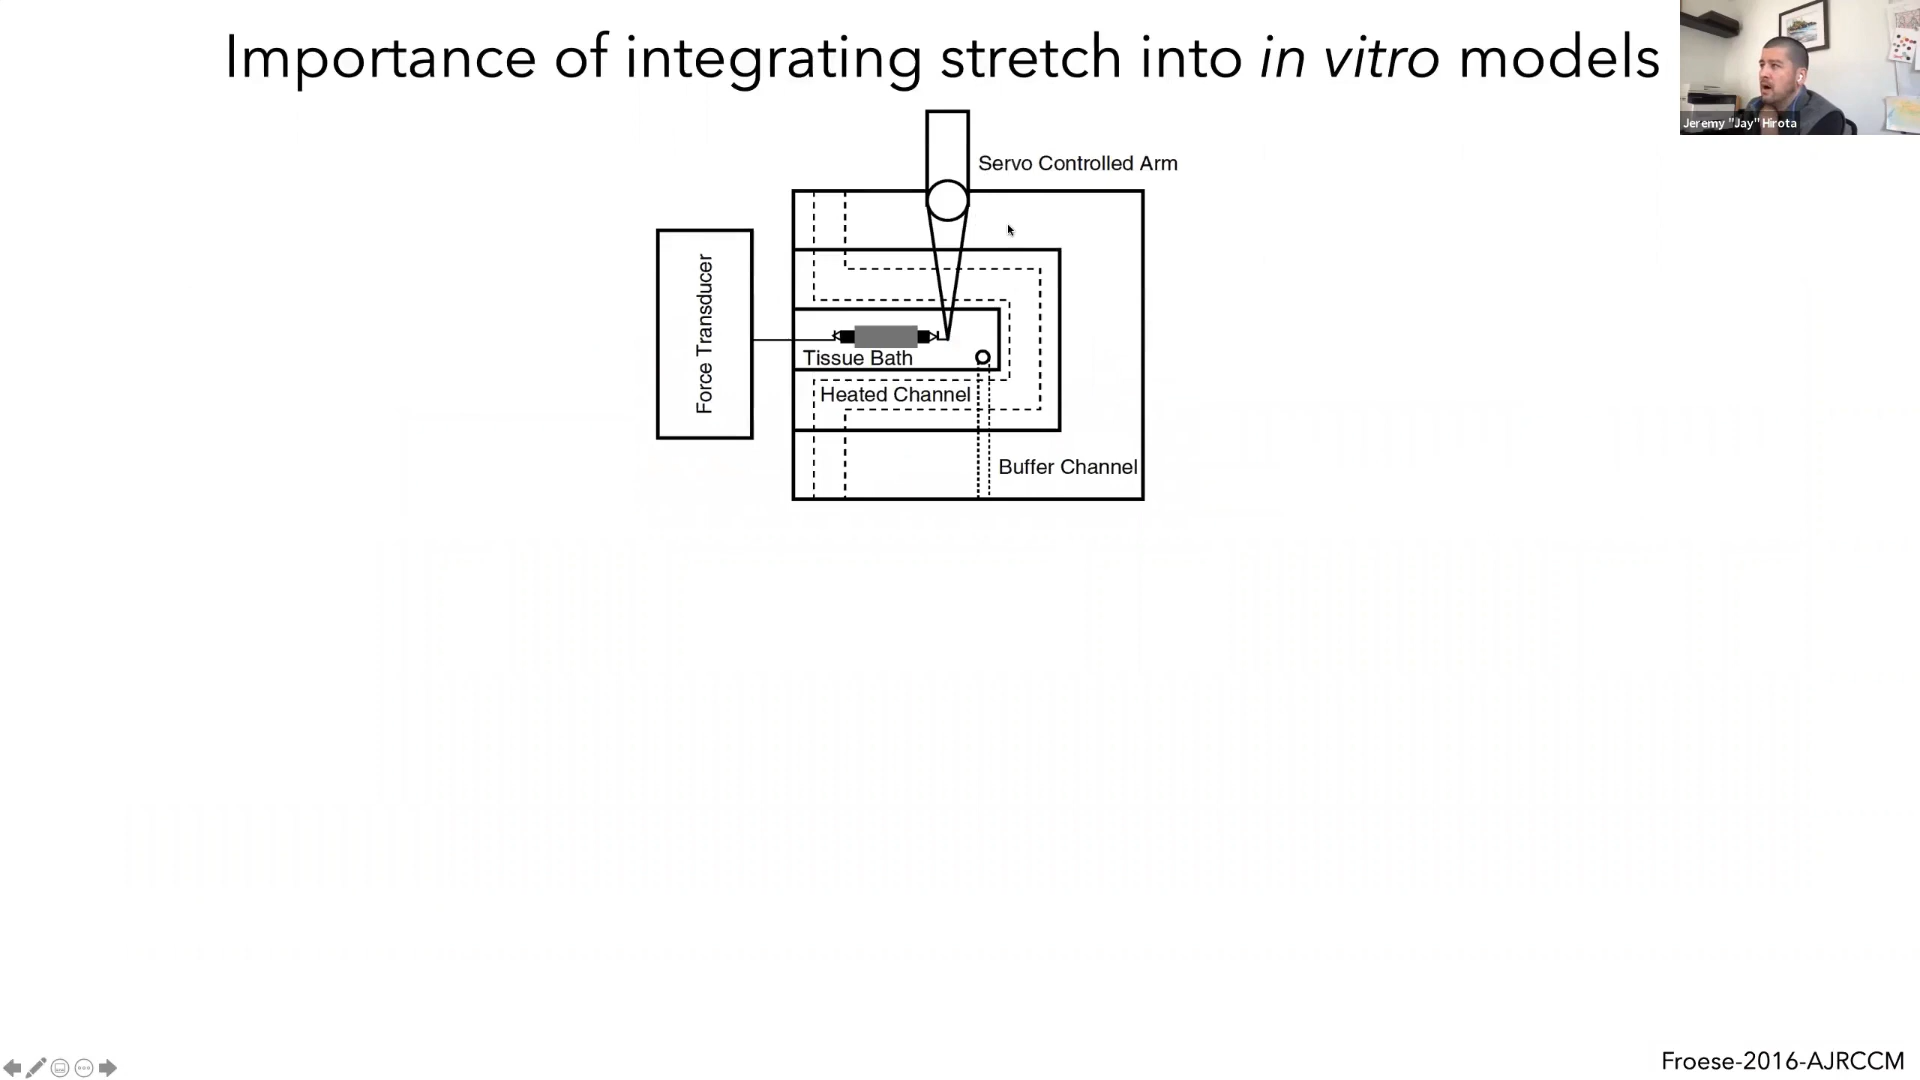 Importance of integrating stretch into in vitro models
Jeremy "Jay" Hirota
Servo Controlled Arm
Force Transducer
Tissue Bath
Heated Channel
Buffer Channel
Froese-2016-AJRCCM